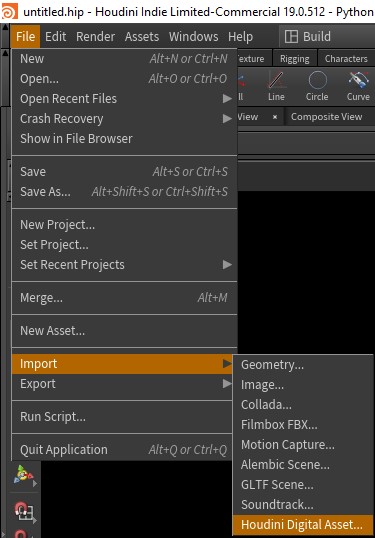 untitled.hip - Houdini Indie Limited-Commercial 19.0.512 - Python
File Edit Render Assets Windows Help Build
New Alt+N or Ctrl+N
Texture Rigging Characters
Open... Alt+O or Ctrl+O
Open Recent Files
Line Circle Curve
Crash Recovery
View × Composite View
Show in File Browser
Save Alt+S or Ctrl+S
Save As... Alt+Shift+S or Ctrl+Shift+S
New Project...
Set Project...
Set Recent Projects
Merge... Alt+M
New Asset...
Import
Export
Run Script...
Quit Application Alt+Q or Ctrl+Q
Geometry...
Image...
Collada...
Filmbox FBX...
Motion Capture...
Alembic Scene...
GLTF Scene...
Soundtrack...
Houdini Digital Asset...